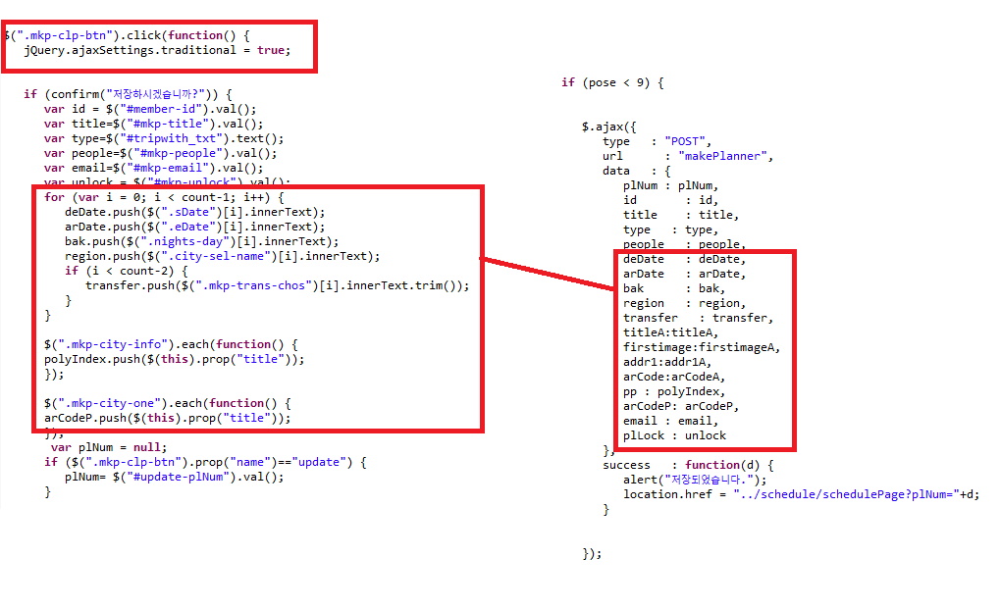 $(".mkp-clp-btn").click(function() {
jQuery.ajaxSettings.traditional = true;
if (confirm("저장하시겠습니까?")) {
var id = $("#member-id").val();
var title=$("#mkp-title").val();
var type=$("#tripwith_txt").text();
var people=$("#mkp-people").val();
var email=$("#mkp-email").val();
var unlock = $("#mkp-unlock").val();
for (var i = 0; i < count-1; i++) {
deDate.push($(".sDate")[i].innerText);
arDate.push($(".eDate")[i].innerText);
bak.push($(".nights-day")[i].innerText);
region.push($(".city-sel-name")[i].innerText);
if (i < count-2) {
transfer.push($(".mkp-trans-chos")[i].innerText.trim());
}
}
$(".mkp-city-info").each(function() {
polyIndex.push($(this).prop("title"));
});
$(".mkp-city-one").each(function() {
arCodeP.push($(this).prop("title"));
});
var plNum = null;
if ($(".mkp-clp-btn").prop("name")=="update") {
plNum= $("#update-plNum").val();
}
if (pose < 9) {
$.ajax({
type : "POST",
url : "makePlanner",
data : {
plNum : plNum,
id : id,
title : title,
type : type,
people : people,
deDate : deDate,
arDate : arDate,
bak : bak,
region : region,
transfer : transfer,
titleA:titleA,
firstimage:firstimageA,
addr1:addr1A,
arCode:arCodeA,
pp : polyIndex,
arCodeP: arCodeP,
email : email,
plLock : unlock
},
success : function(d) {
alert("저장되었습니다.");
location.href = "../schedule/schedulePage?plNum="+d;
}
});